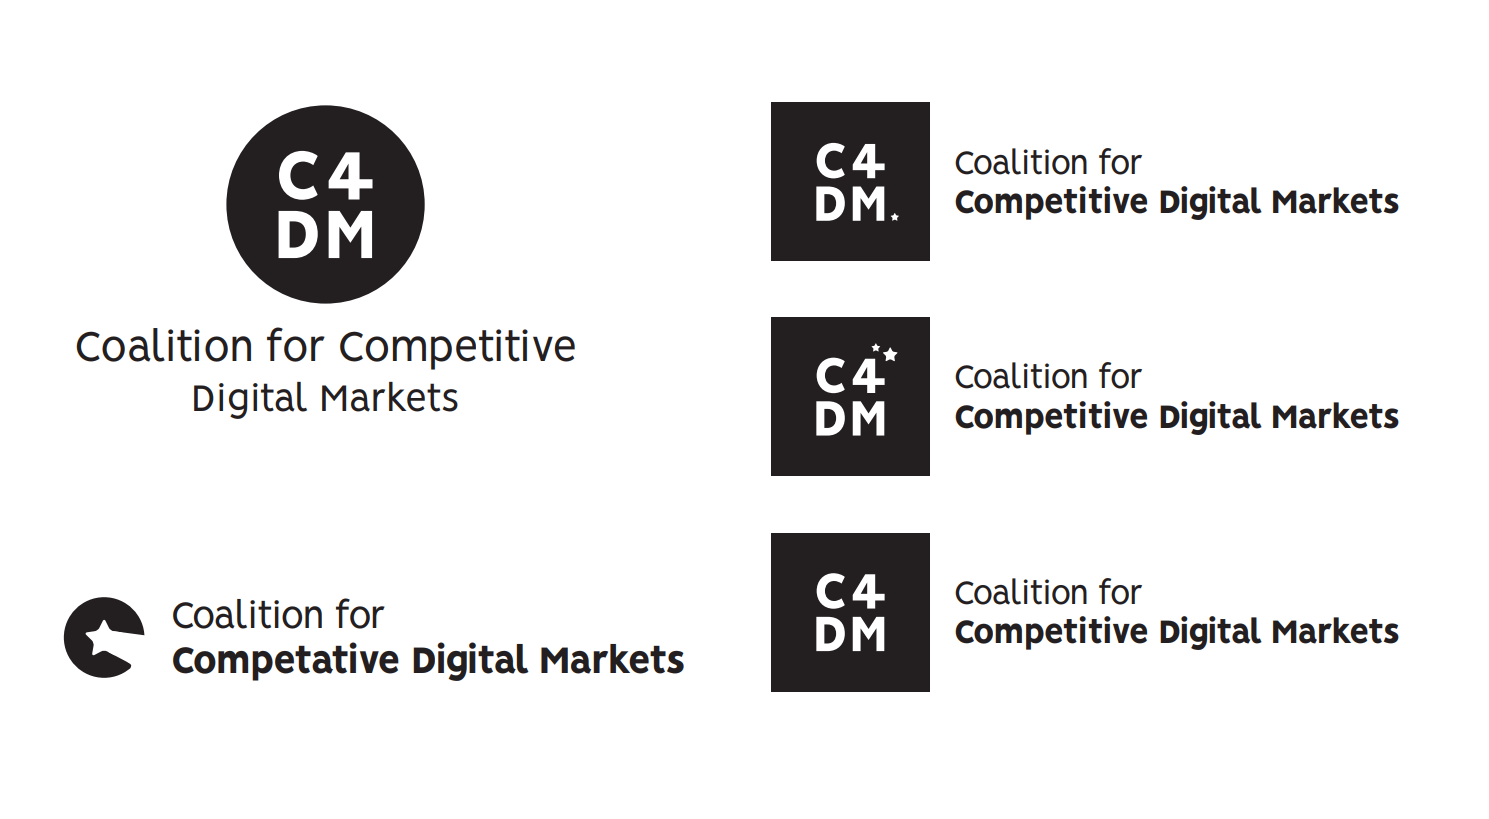 C4
DM
Coalition for Competitive
Digital Markets
Coalition for
Competative Digital Markets
C4
DM
Coalition for
Competitive Digital Markets
C4
DM
Coalition for
Competitive Digital Markets
C4
DM
Coalition for
Competitive Digital Markets